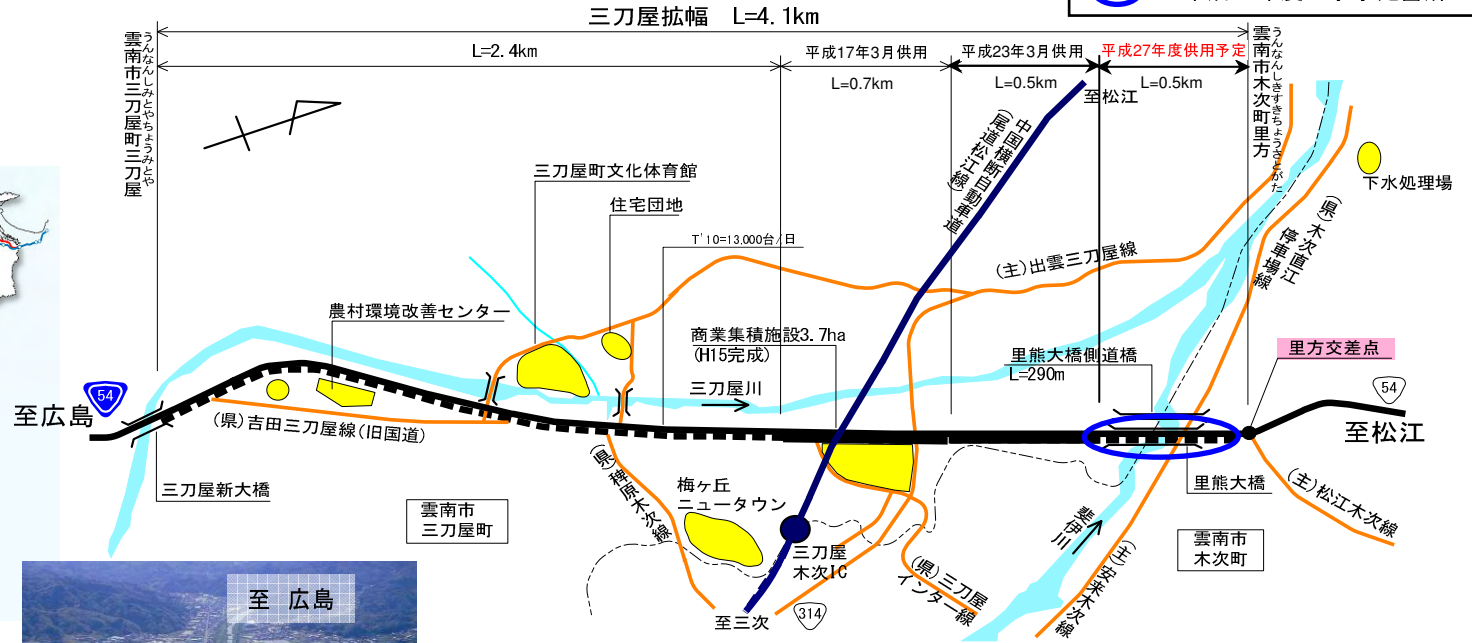 三刀屋拡幅 L=4.1km
L=2.4km
平成17年3月供用
平成23年3月供用
平成27年度供用予定
L=0.7km
L=0.5km
L=0.5km
雲南市三刀屋町三刀屋
うんなんしみとやちょうみとや
雲南市木次町里方
うんなんしきすきちょうさとがた
至松江
中国横断自動車道
(尾道松江線)
三刀屋町文化体育館
住宅団地
T'10=13,000台/日
下水処理場
(県)木次直江
停車場線
(主)出雲三刀屋線
農村環境改善センター
商業集積施設3.7ha
(H15完成)
里熊大橋側道橋
L=290m
里方交差点
三刀屋川
54
至広島
54
至松江
(県)吉田三刀屋線(旧国道)
三刀屋新大橋
雲南市
三刀屋町
(県)稗原木次線
梅ヶ丘
ニュータウン
三刀屋
木次IC
里熊大橋
斐伊川
(主)松江木次線
雲南市
木次町
(県)三刀屋
インター線
(主)安来木次線
至三次
314
至 広島